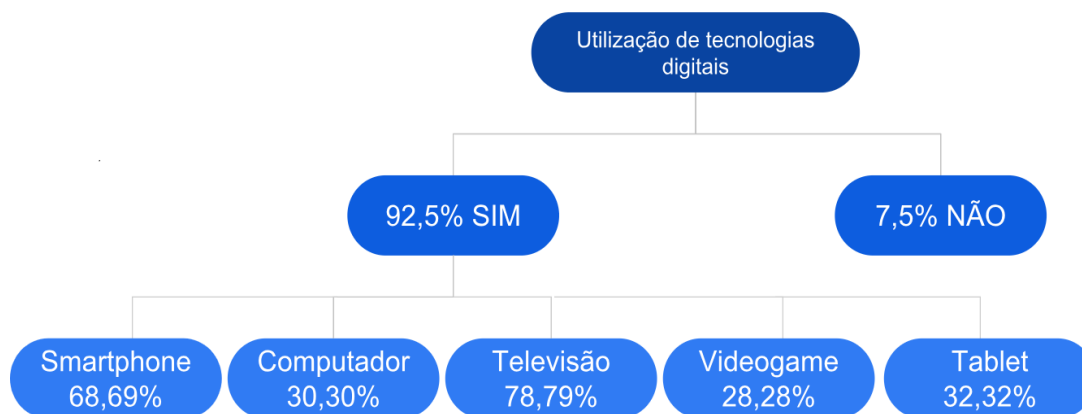 Utilização de tecnologias
digitais
92,5% SIM
7,5% NÃO
Smartphone
68,69%
Computador
30,30%
Televisão
78,79%
Videogame
28,28%
Tablet
32,32%